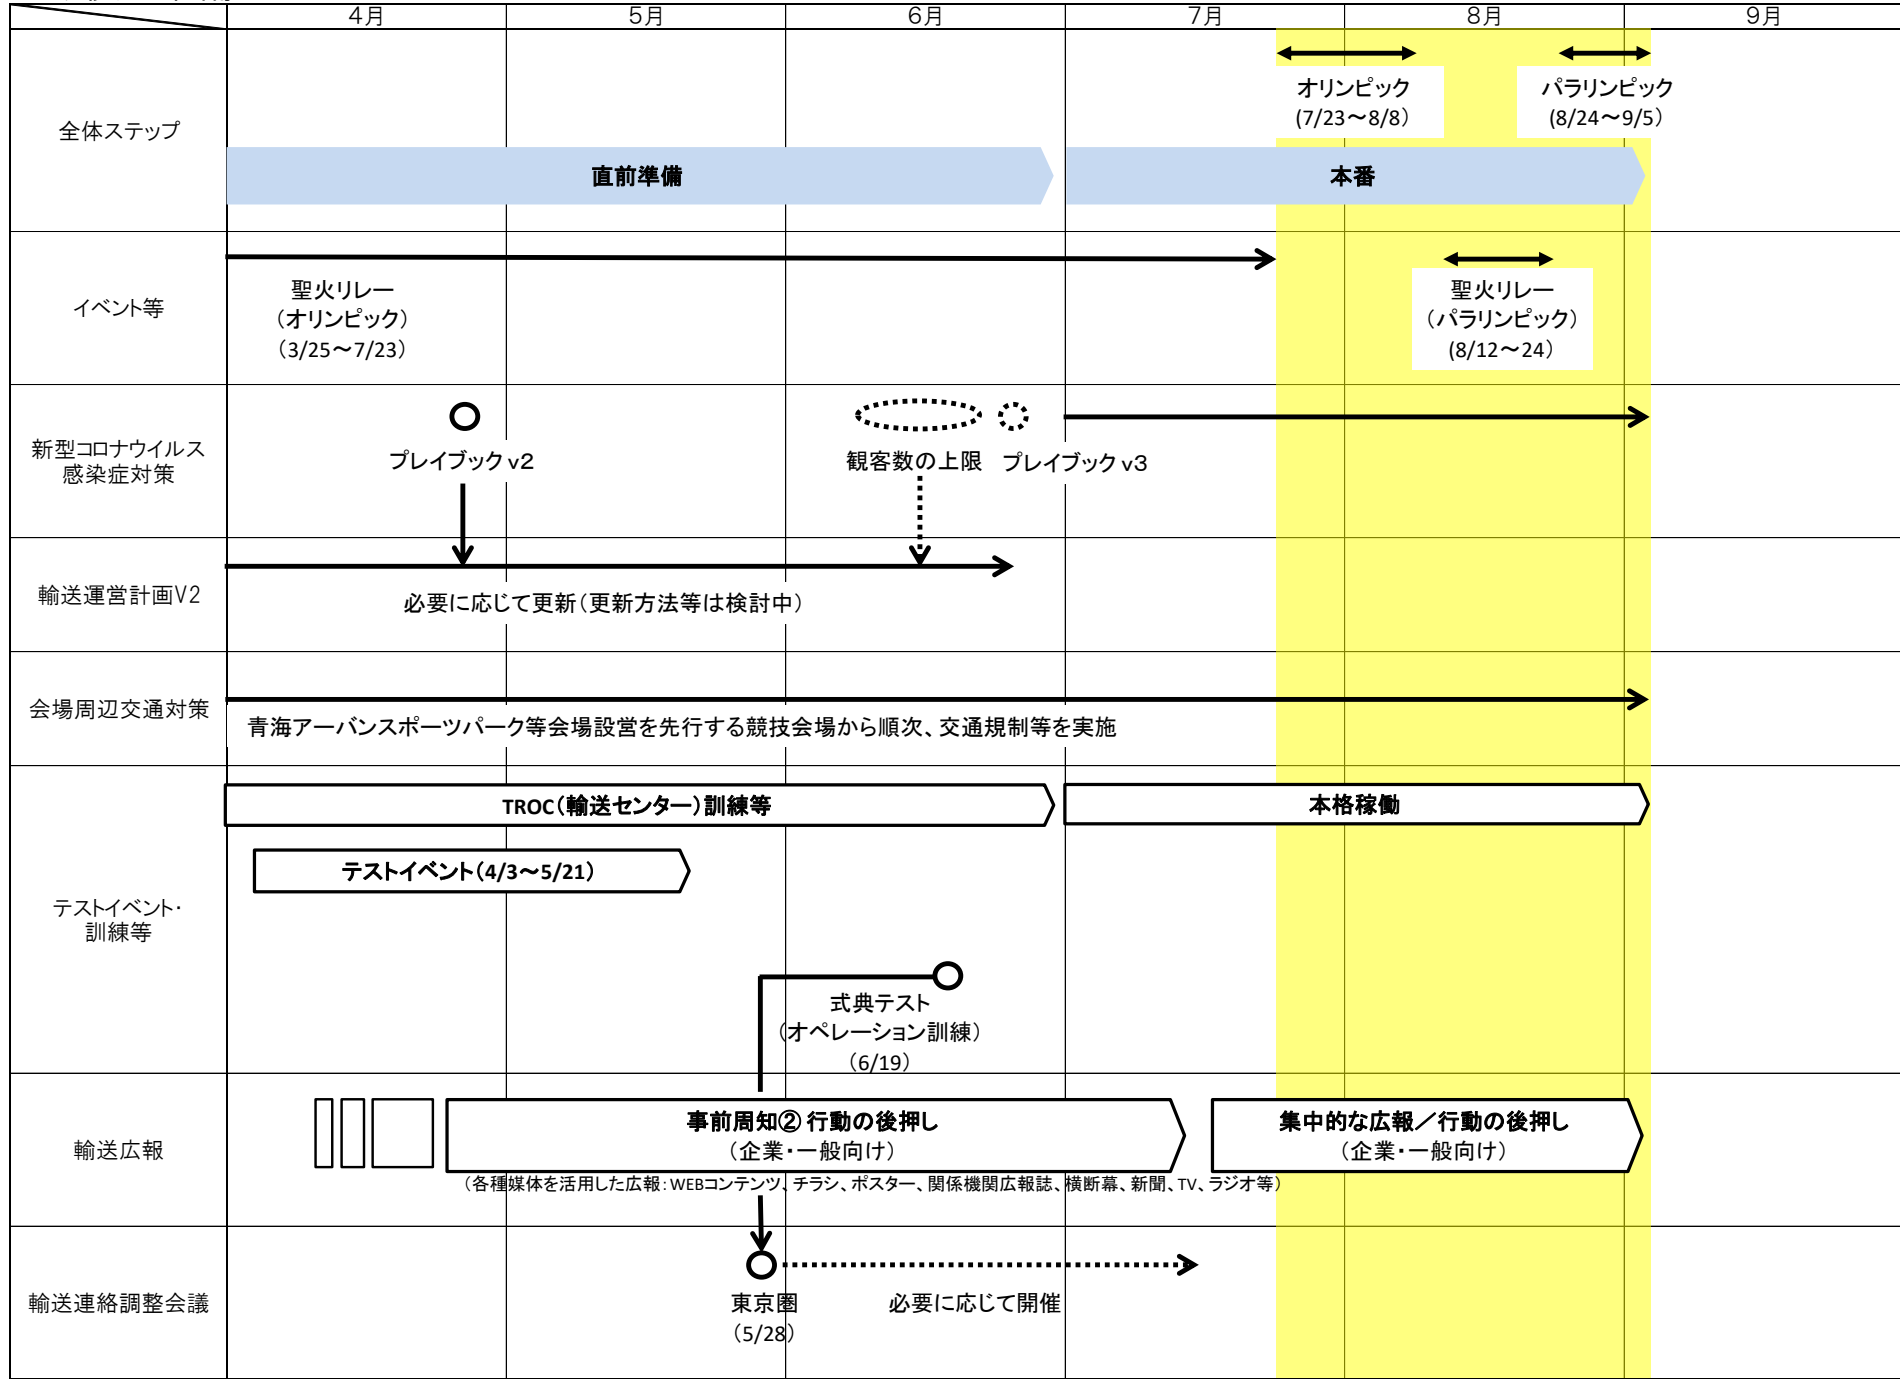 4月 5月 6月 7月 8月 9月
全体ステップ
オリンピック
(7/23～8/8)
パラリンピック
(8/24～9/5)
直前準備
本番
イベント等
聖火リレー
(オリンピック)
(3/25～7/23)
聖火リレー
(パラリンピック)
(8/12～24)
新型コロナウイルス
感染症対策
プレイブックv2
観客数の上限
プレイブックv3
輸送運営計画V2
必要に応じて更新(更新方法等は検討中)
会場周辺交通対策
青海アーバンスポーツパーク等会場設営を先行する競技会場から順次、交通規制等を実施
テストイベント・
訓練等
TROC(輸送センター)訓練等
本格稼働
テストイベント(4/3～5/21)
式典テスト
(オペレーション訓練)
(6/19)
輸送広報
事前周知② 行動の後押し
(企業・一般向け)
集中的な広報／行動の後押し
(企業・一般向け)
(各種媒体を活用した広報：WEBコンテンツ、チラシ、ポスター、関係機関広報誌、横断幕、新聞、TV、ラジオ等)
輸送連絡調整会議
東京圏
(5/28)
必要に応じて開催